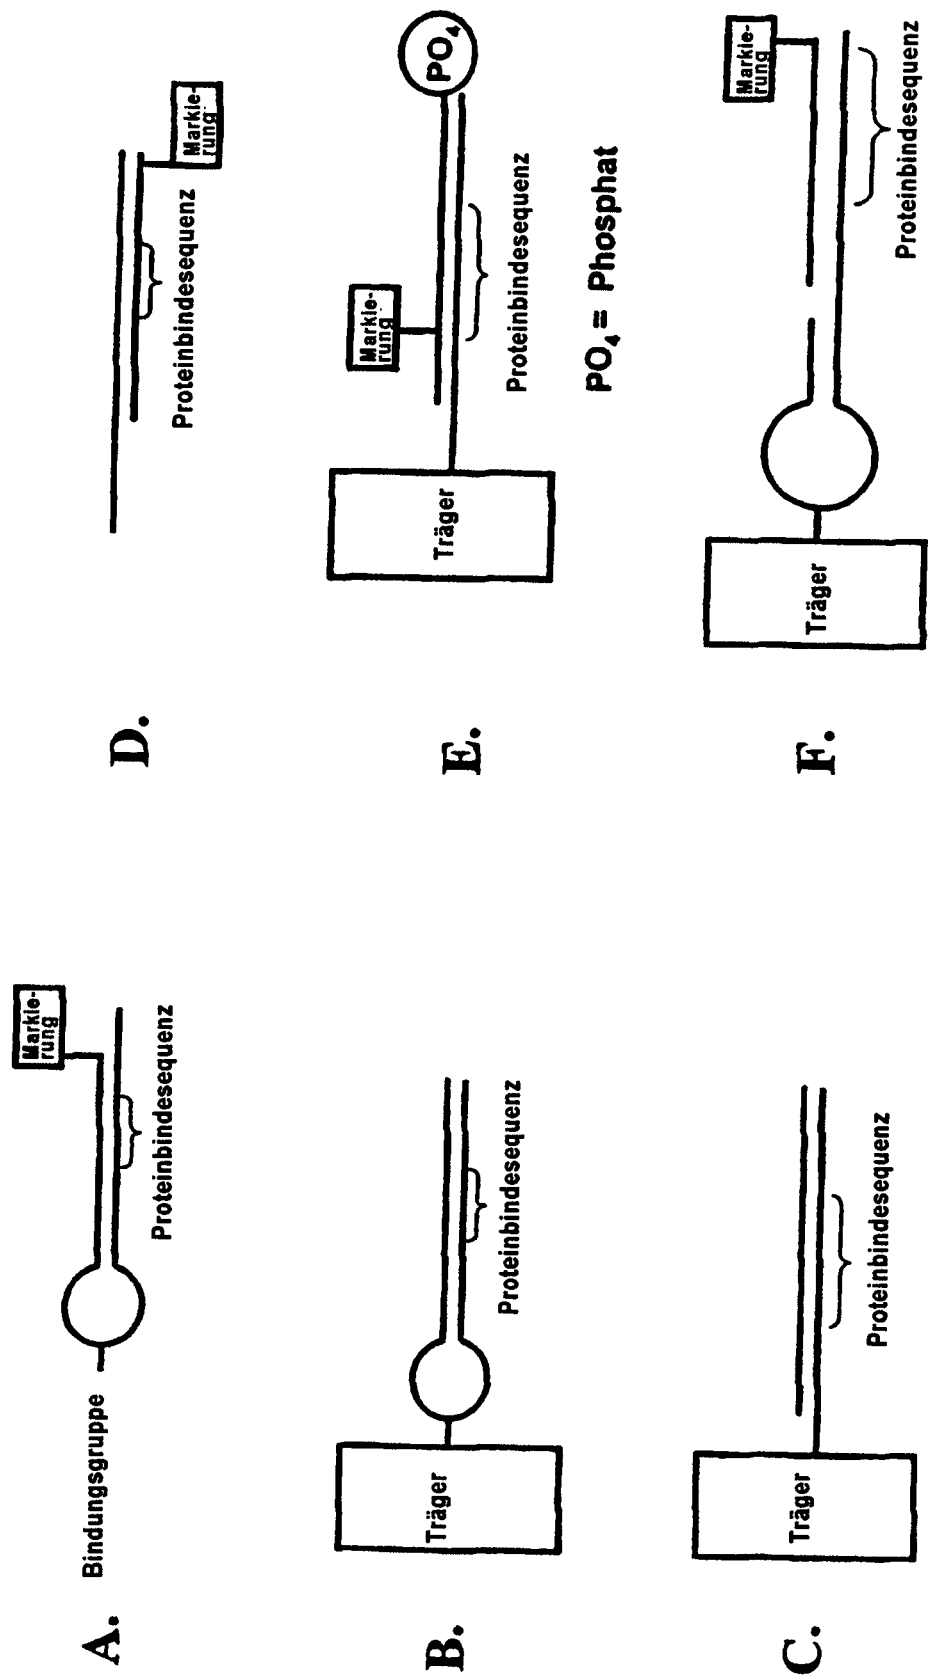 A.
Bindungsgruppe
Markie-
rung
Proteinbindesequenz
B.
Träger
Proteinbindesequenz
C.
Träger
Proteinbindesequenz
D.
Markie-
rung
Proteinbindesequenz
E.
Träger
Markie-
rung
PO₄
Proteinbindesequenz
PO₄ = Phosphat
F.
Träger
Markie-
rung
Proteinbindesequenz